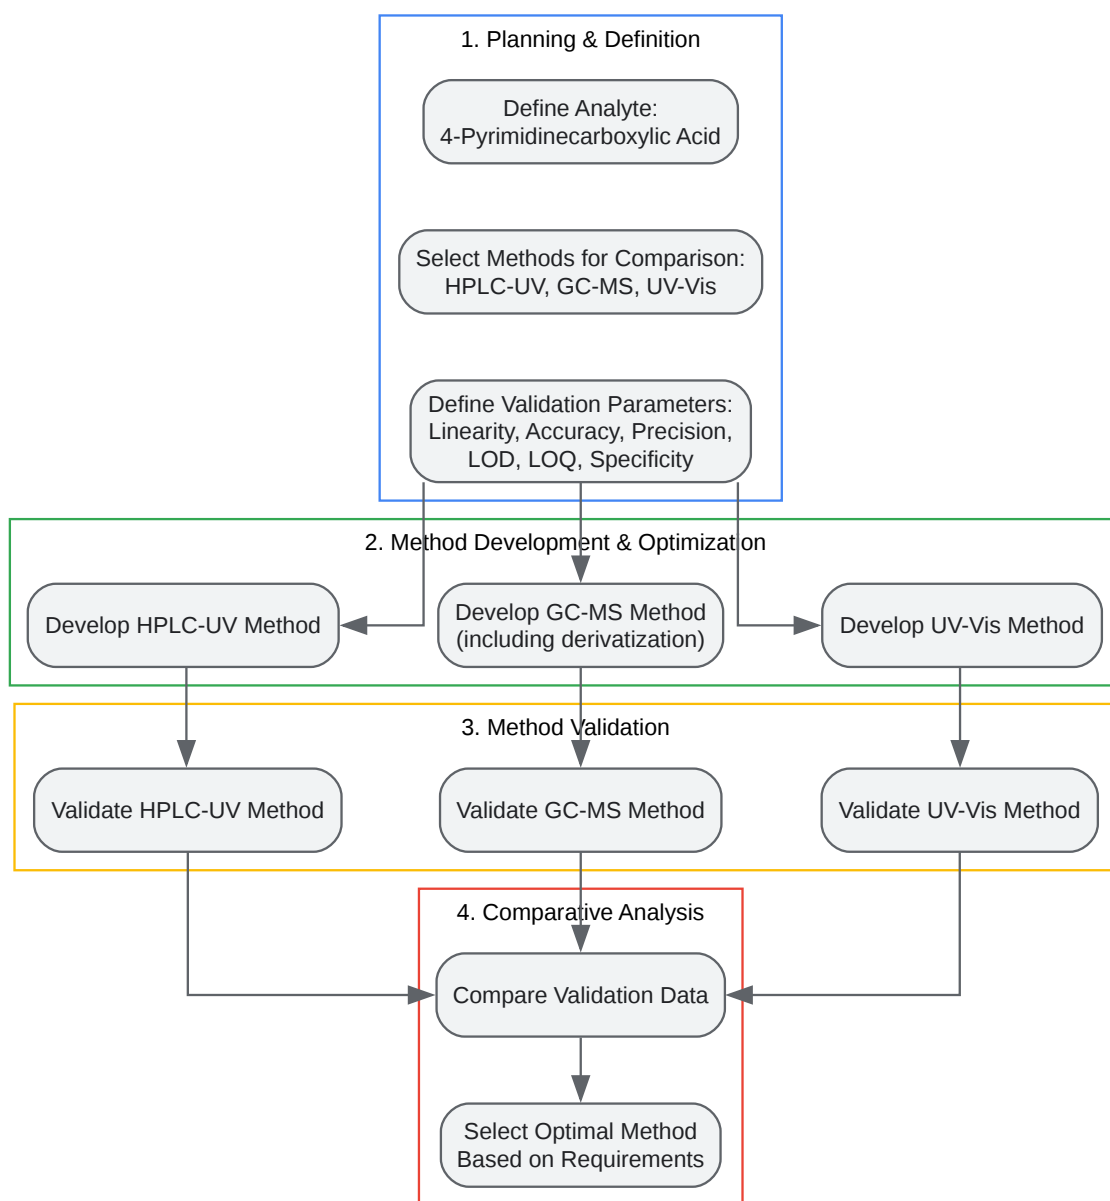 1. Planning & Definition
Define Analyte:
4-Pyrimidinecarboxylic Acid
Select Methods for Comparison:
HPLC-UV, GC-MS, UV-Vis
Define Validation Parameters:
Linearity, Accuracy, Precision,
LOD, LOQ, Specificity
2. Method Development & Optimization
Develop HPLC-UV Method
Develop GC-MS Method
(including derivatization)
Develop UV-Vis Method
3. Method Validation
Validate HPLC-UV Method
Validate GC-MS Method
Validate UV-Vis Method
4. Comparative Analysis
Compare Validation Data
Select Optimal Method
Based on Requirements